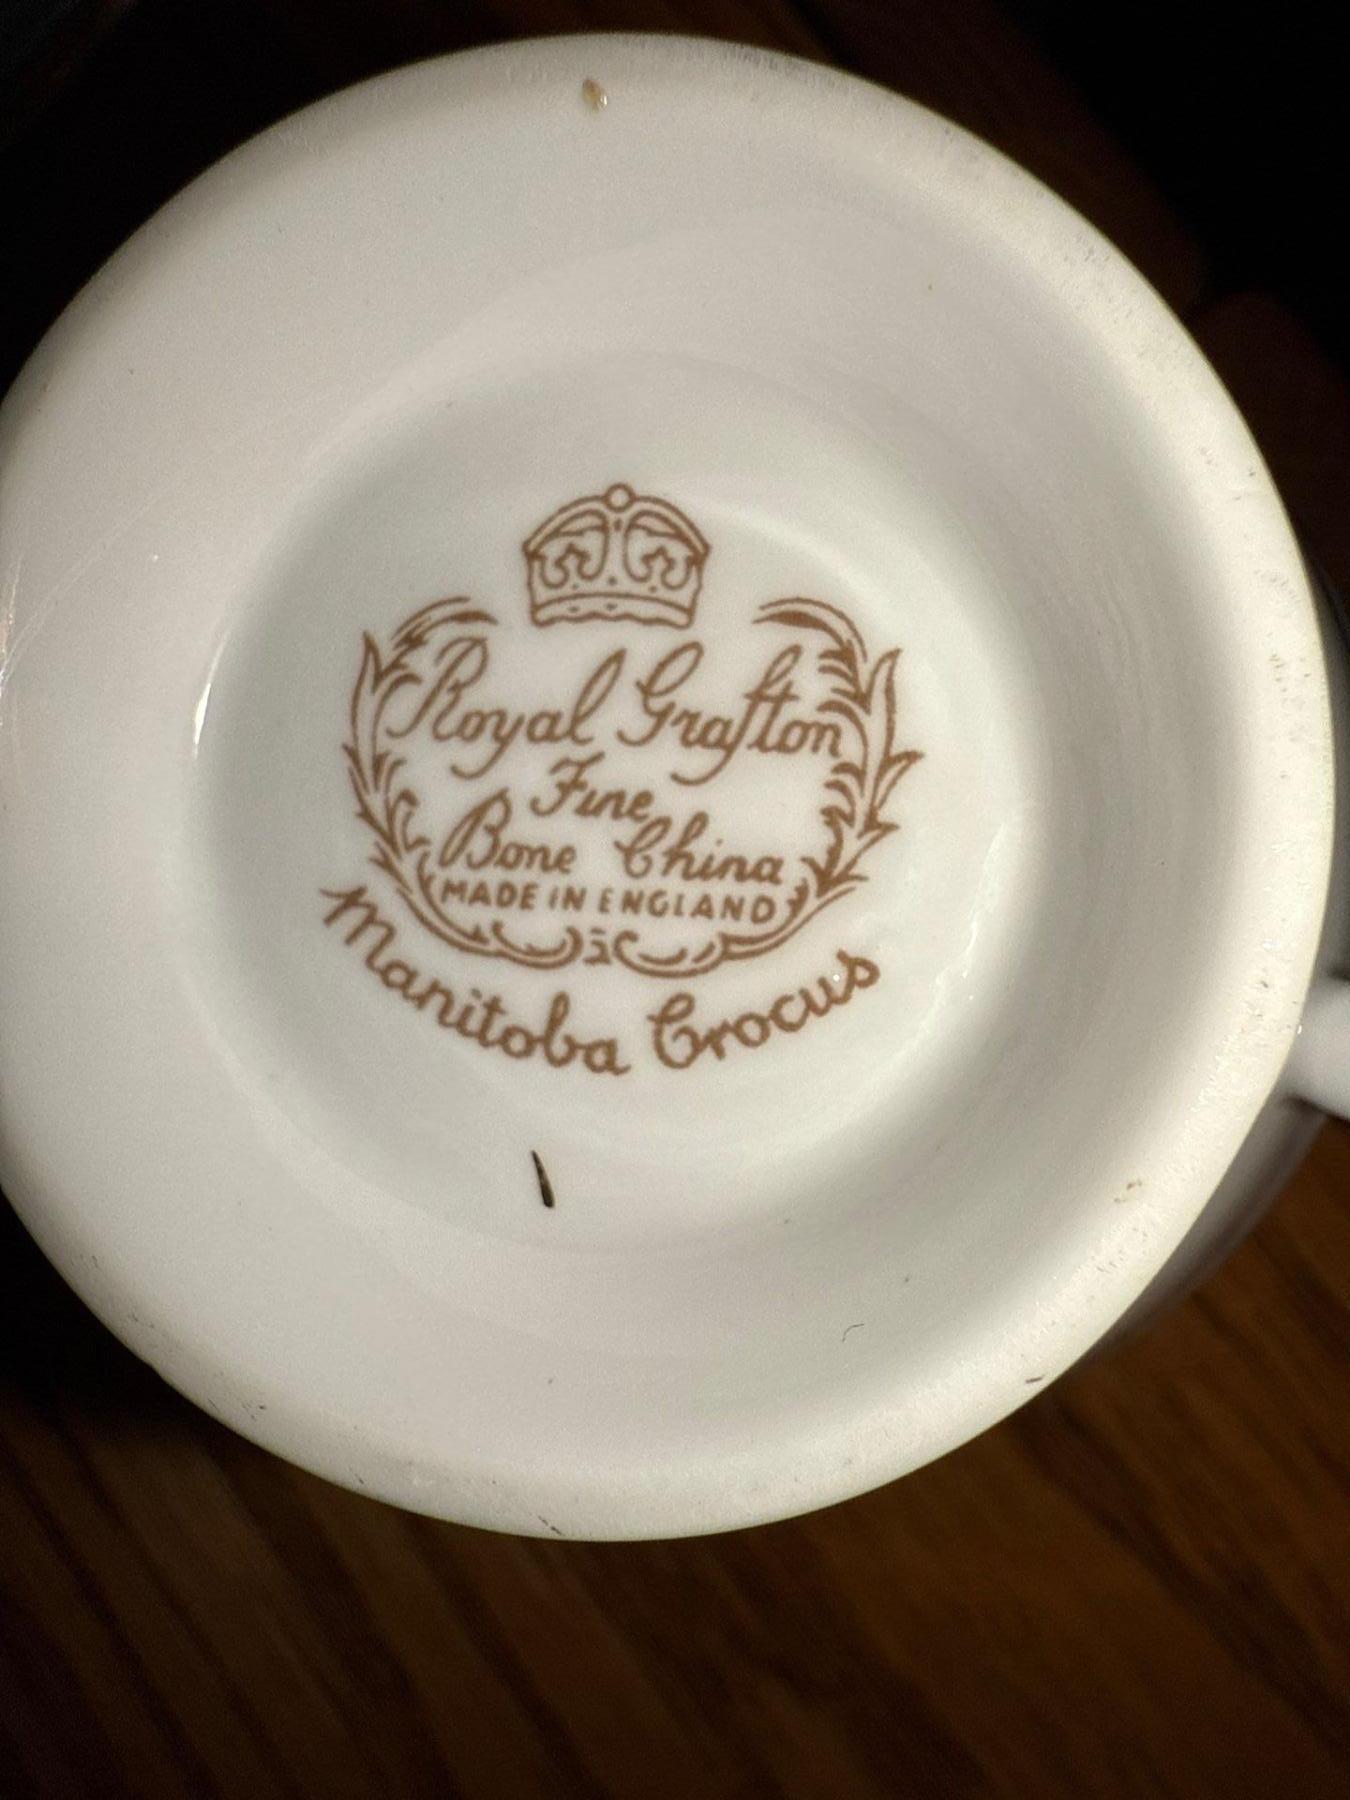 Royal Grafton
Fine
Bone China
MADE IN ENGLAND
Manitoba Crocus